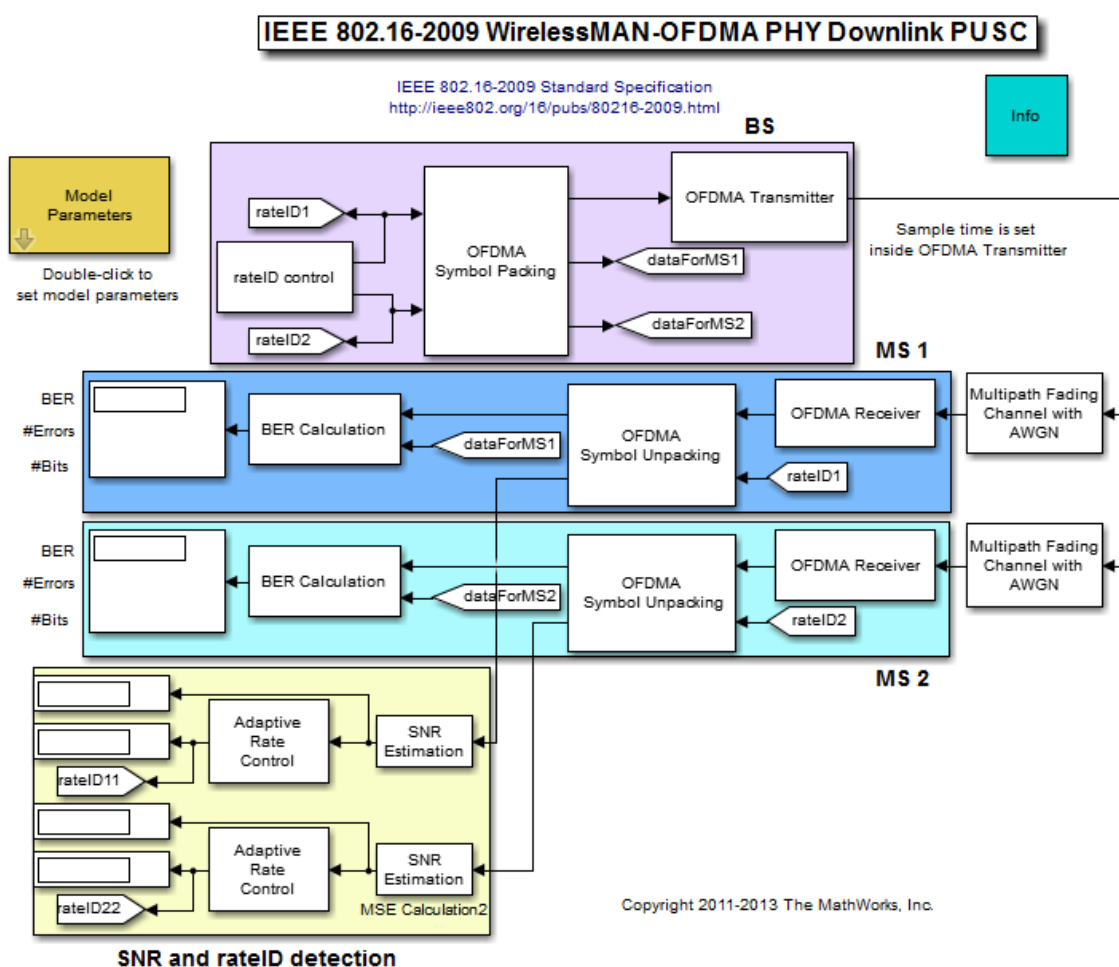 IEEE 802.16-2009 WirelessMAN-OFDMA PHY Downlink PUSC
IEEE 802.16-2009 Standard Specification
http://ieee802.org/16/pubs/80216-2009.html
Info
BS
Model
Parameters
Double-click to
set model parameters
rateID1
rateID control
rateID2
OFDMA
Symbol Packing
OFDMA Transmitter
dataForMS1
dataForMS2
Sample time is set
inside OFDMA Transmitter
MS 1
BER
#Errors
#Bits
BER Calculation
dataForMS1
OFDMA
Symbol Unpacking
OFDMA Receiver
rateID1
Multipath Fading
Channel with
AWGN
BER
#Errors
#Bits
BER Calculation
dataForMS2
OFDMA
Symbol Unpacking
OFDMA Receiver
rateID2
Multipath Fading
Channel with
AWGN
MS 2
Adaptive
Rate
Control
SNR
Estimation
rateID11
Adaptive
Rate
Control
SNR
Estimation
rateID22
MSE Calculation2
Copyright 2011-2013 The MathWorks, Inc.
SNR and rateID detection